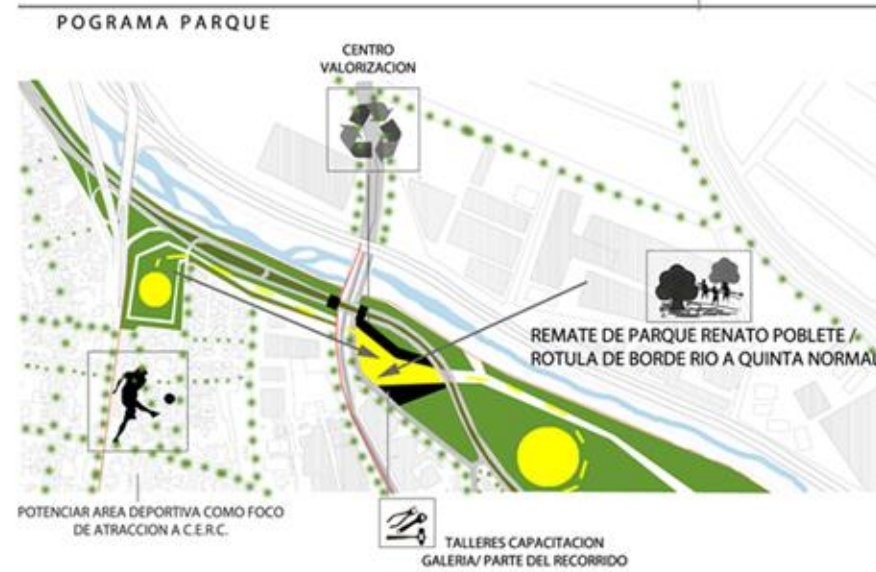 POGRAMA PARQUE
CENTRO
VALORIZACION
REMATE DE PARQUE RENATO POBLETE /
ROTULA DE BORDE RIO A QUINTA NORMAL
POTENCIAR AREA DEPORTIVA COMO FOCO
DE ATRACCION A C.E.R.C.
TALLERES CAPACITACION
GALERIA/ PARTE DEL RECORRIDO